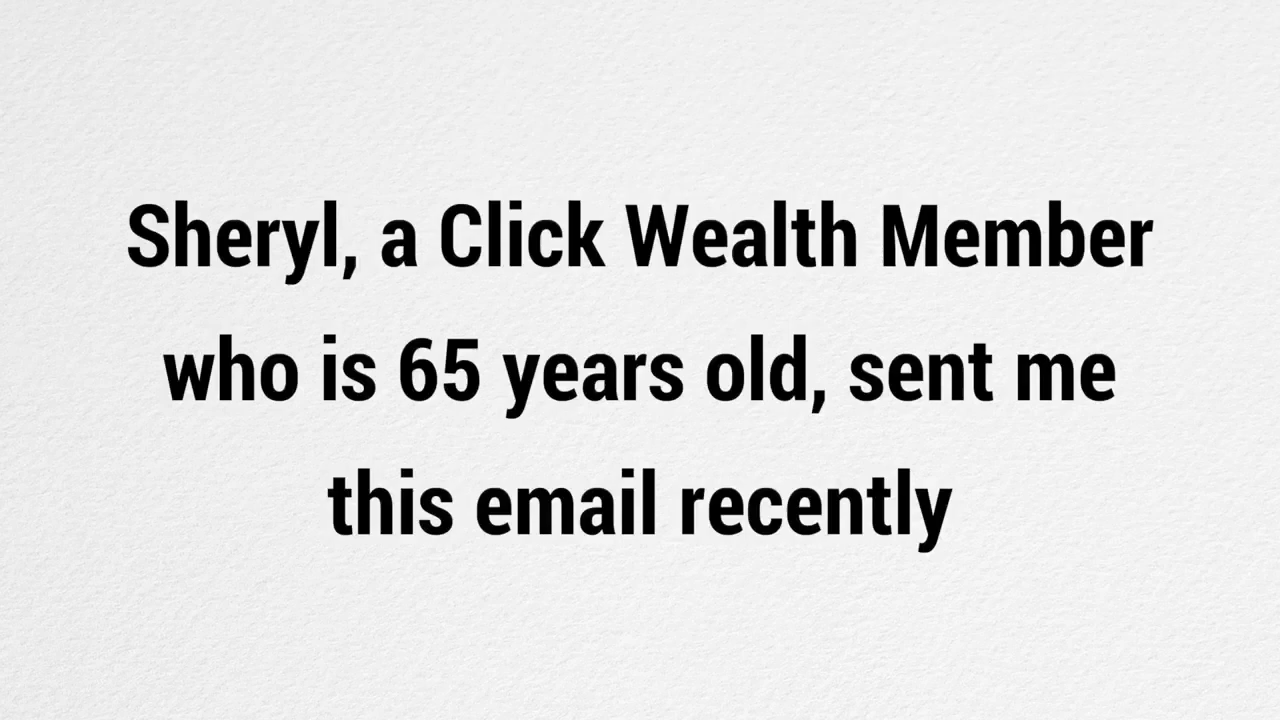 Sheryl, a Click Wealth Member
who is 65 years old, sent me
this email recently